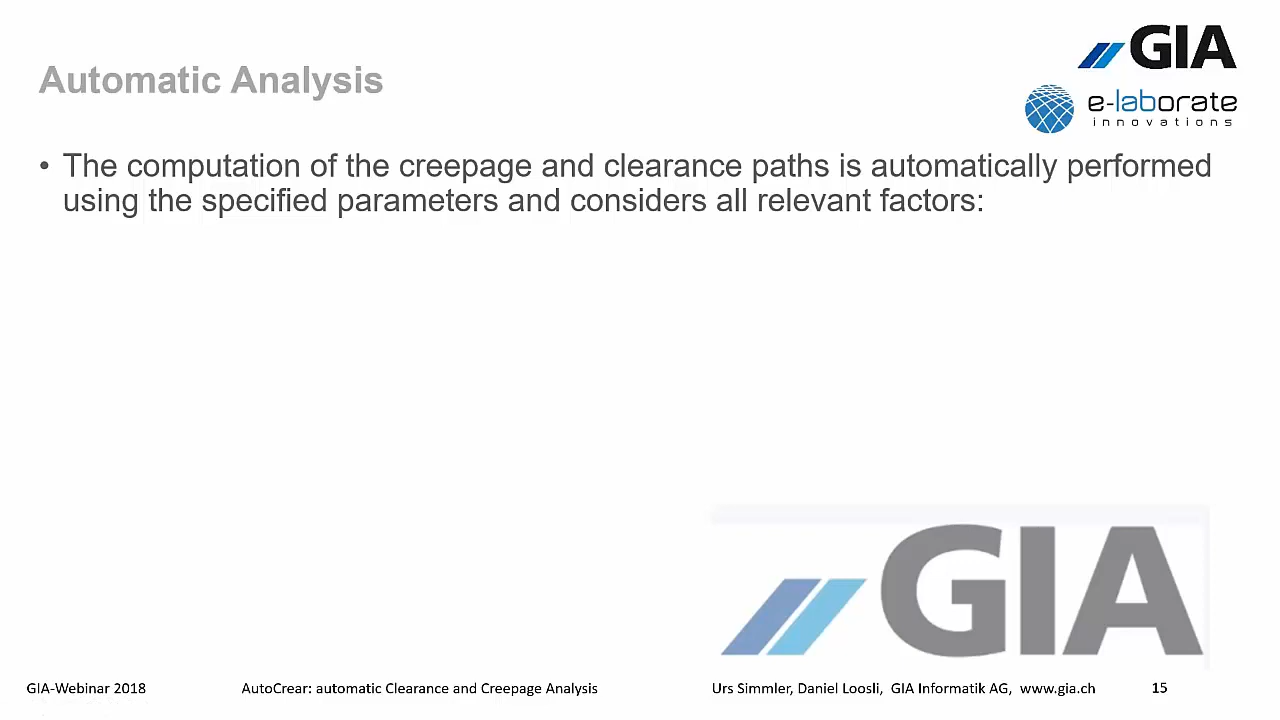 GIA
e-laborate
innovations
Automatic Analysis
• The computation of the creepage and clearance paths is automatically performed
using the specified parameters and considers all relevant factors:
GIA
GIA-Webinar 2018 AutoCrear: automatic Clearance and Creepage Analysis Urs Simmler, Daniel Loosli, GIA Informatik AG, www.gia.ch 15